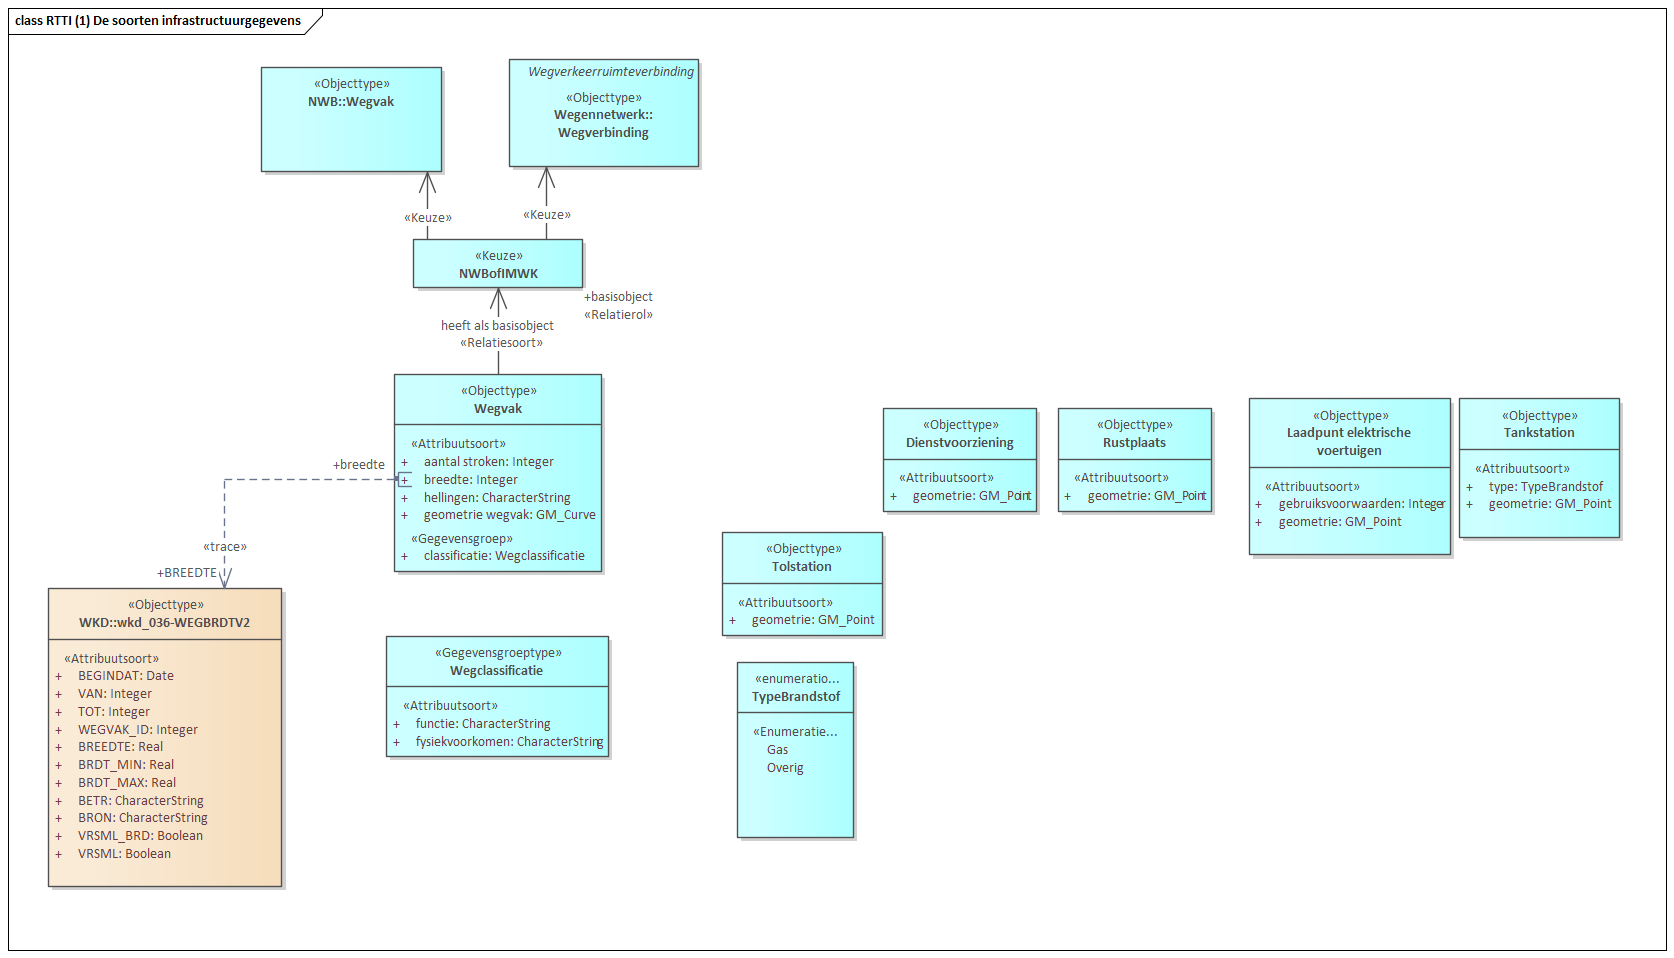 class RTTI (1) De soorten infrastructuurgegevens
«Objecttype»
NWB::Wegvak
Wegverkeerruimteverbinding
«Objecttype»
Wegennetwerk::
Wegverbinding
«Keuze»
«Keuze»
«Keuze»
NWBofIMWK
+basisobject
«Relatierol»
heeft als basisobject
«Relatiesoort»
«Objecttype»
Wegvak
«Attribuutsoort»
+ aantal stroken: Integer
+ breedte: Integer
+ hellingen: CharacterString
+ geometrie wegvak: GM_Curve
«Gegevensgroep»
+ classificatie: Wegclassificatie
+breedte
«trace»
+BREEDTE
«Objecttype»
WKD::wkd_036-WEGBRDTV2
«Attribuutsoort»
+ BEGINDAT: Date
+ VAN: Integer
+ TOT: Integer
+ WEGVAK_ID: Integer
+ BREEDTE: Real
+ BRDT_MIN: Real
+ BRDT_MAX: Real
+ BETR: CharacterString
+ BRON: CharacterString
+ VRSML_BRD: Boolean
+ VRSML: Boolean
«Gegevensgroeptype»
Wegclassificatie
«Attribuutsoort»
+ functie: CharacterString
+ fysiekvoorkomen: CharacterString
«Objecttype»
Dienstvoorziening
«Attribuutsoort»
+ geometrie: GM_Point
«Objecttype»
Rustplaats
«Attribuutsoort»
+ geometrie: GM_Point
«Objecttype»
Laadpunt elektrische
voertuigen
«Attribuutsoort»
+ gebruiksvoorwaarden: Integer
+ geometrie: GM_Point
«Objecttype»
Tankstation
«Attribuutsoort»
+ type: TypeBrandstof
+ geometrie: GM_Point
«Objecttype»
Tolstation
«Attribuutsoort»
+ geometrie: GM_Point
«enumeratio...
TypeBrandstof
«Enumeratie...
Gas
Overig